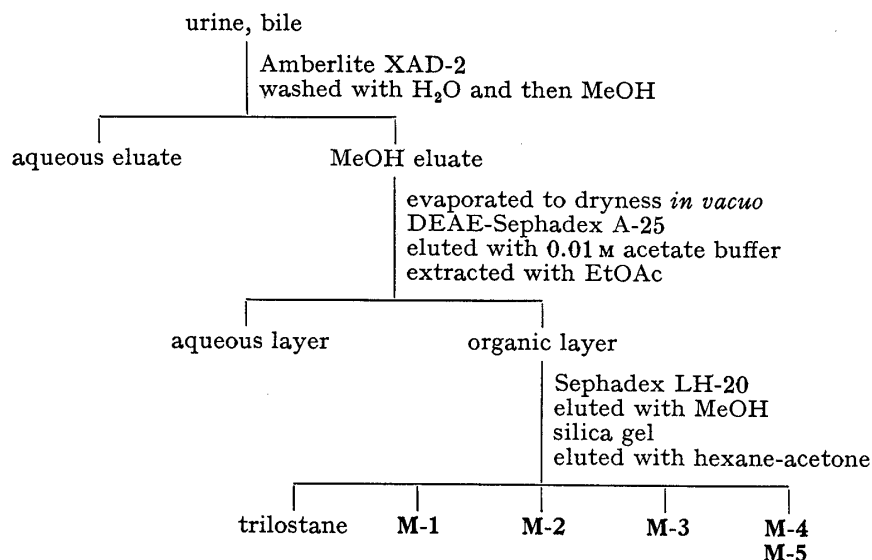 urine, bile
Amberlite XAD-2
washed with H₂O and then MeOH
aqueous eluate
MeOH eluate
evaporated to dryness in vacuo
DEAE-Sephadex A-25
eluted with 0.01 M acetate buffer
extracted with EtOAc
aqueous layer
organic layer
Sephadex LH-20
eluted with MeOH
silica gel
eluted with hexane-acetone
trilostane
M-1
M-2
M-3
M-4
M-5